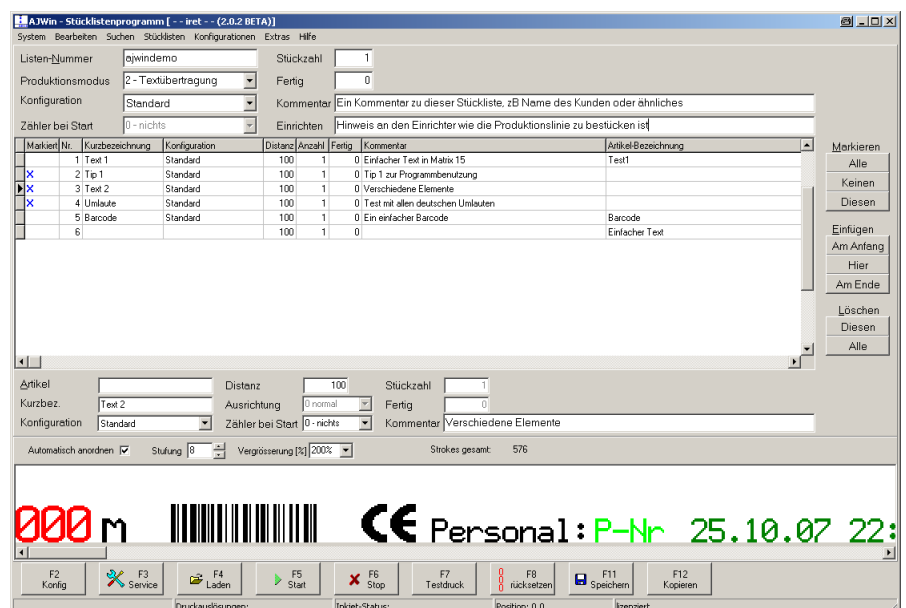 AJWin - Stücklistenprogramm [ - - iret - - (2.0.2 BETA)]
System Bearbeiten Suchen Stücklisten Konfigurationen Extras Hilfe
Listen-Nummer ajwindemo Stückzahl 1
Produktionsmodus 2 - Textübertragung Fertig 0
Konfiguration Standard Kommentar Ein Kommentar zu dieser Stückliste, zB Name des Kunden oder ähnliches
Zähler bei Start 0 - nichts Einrichten Hinweis an den Einrichter wie die Produktionslinie zu bestücken ist
Markiert Nr. Kurzbezeichnung Konfiguration Distanz Anzahl Fertig Kommentar Artikel-Bezeichnung
1 Text 1 Standard 100 1 0 Einfacher Text in Matrix 15 Test1
X 2 Tip 1 Standard 100 1 0 Tip 1 zur Programmbenutzung
X 3 Text 2 Standard 100 1 0 Verschiedene Elemente
X 4 Umlaute Standard 100 1 0 Test mit allen deutschen Umlauten
5 Barcode Standard 100 1 0 Ein einfacher Barcode Barcode
6 100 1 0 Einfacher Text
Markieren
Alle
Keinen
Diesen
Einfügen
Am Anfang
Hier
Am Ende
Löschen
Diesen
Alle
Artikel Distanz 100 Stückzahl 1
Kurzbez. Text 2 Ausrichtung 0 normal Fertig 0
Konfiguration Standard Zähler bei Start 0 - nichts Kommentar Verschiedene Elemente
Automatisch anordnen Stufung 8 Vergrösserung [%] 200% Strokes gesamt: 576
000 m CE Personal: P-Nr 25.10.07 22:
F2 Konfig F3 Service F4 Laden F5 Start F6 Stop F7 Testdruck F8 rücksetzen F11 Speichern F12 Kopieren
Druckauslösungen: Inkjet-Status: Position: 0.0 lizenziert